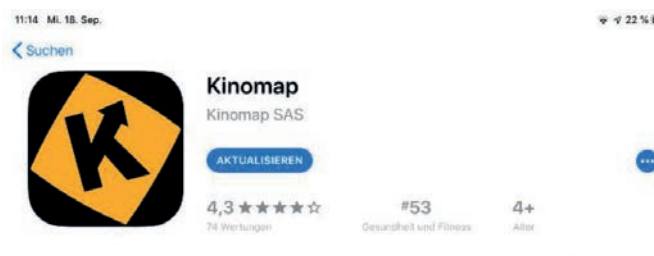 11:14 Mi. 18. Sep.
22 %
Suchen
Kinomap
Kinomap SAS
AKTUALISIEREN
4,3 ★★★★☆ #53 4+
74 Wertungen Gesundheit und Fitness Alter